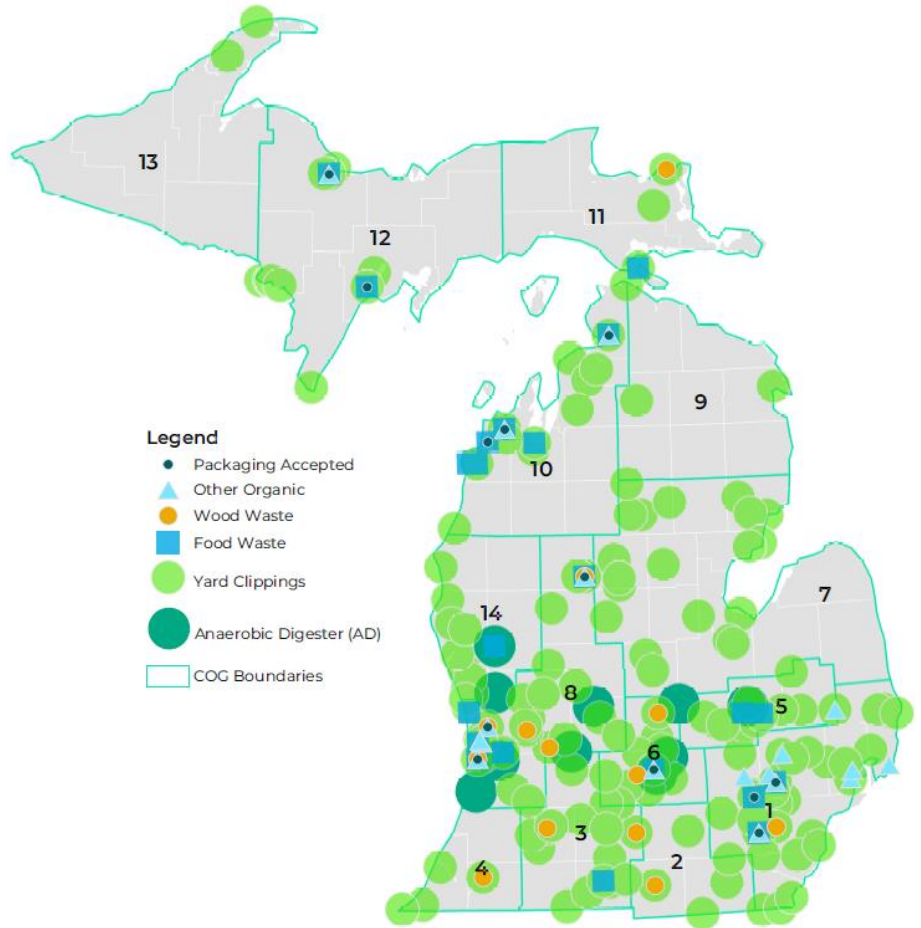 13
11
12
9
Legend
Packaging Accepted
Other Organic
Wood Waste
Food Waste
Yard Clippings
Anaerobic Digester (AD)
COG Boundaries
10
7
14
8
5
6
1
3
2
4